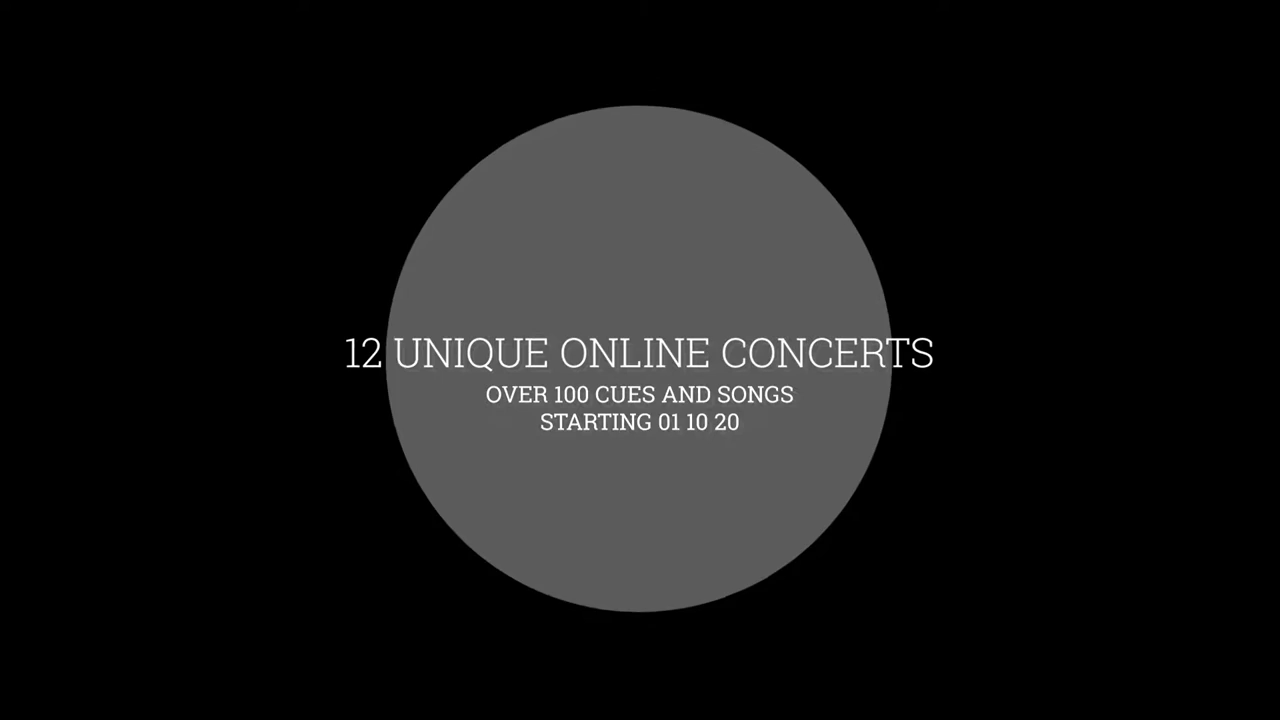 12 UNIQUE ONLINE CONCERTS
OVER 100 CUES AND SONGS
STARTING 01 10 20